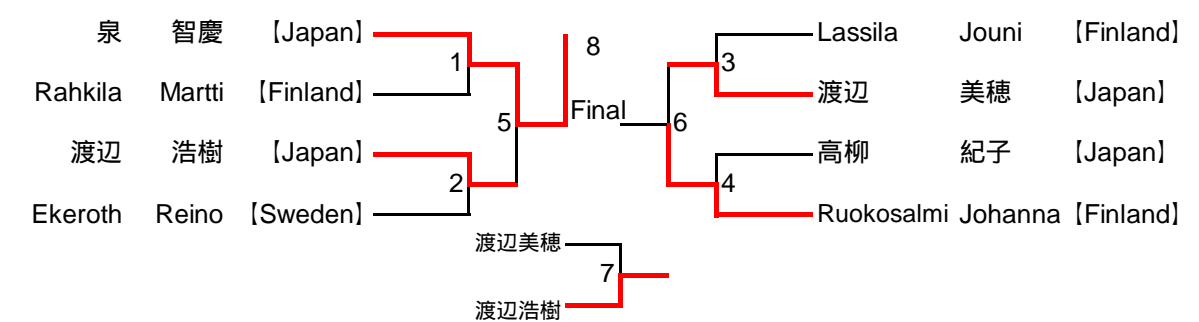 泉 智慶 【Japan】 8 Lassila Jouni 【Finland】
1 3
Rahkila Martti 【Finland】 渡辺 美穂 【Japan】
5 Final 6
渡辺 浩樹 【Japan】 高柳 紀子 【Japan】
2 4
Ekeroth Reino 【Sweden】 Ruokosalmi Johanna 【Finland】
渡辺美穂
7
渡辺浩樹